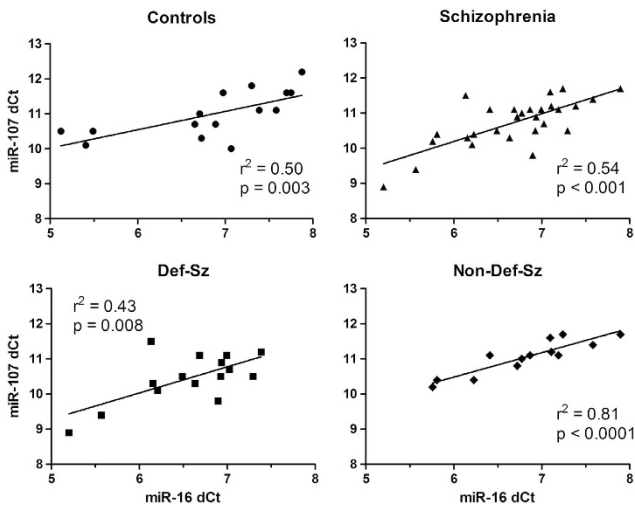 Controls
Schizophrenia
miR-107 dCt
13
12
11
10
9
8
5
6
7
8
r² = 0.50
p = 0.003
13
12
11
10
9
8
5
6
7
8
r² = 0.54
p < 0.001
Def-Sz
Non-Def-Sz
miR-107 dCt
13
12
11
10
9
8
5
6
7
8
r² = 0.43
p = 0.008
miR-16 dCt
13
12
11
10
9
8
5
6
7
8
r² = 0.81
p < 0.0001
miR-16 dCt